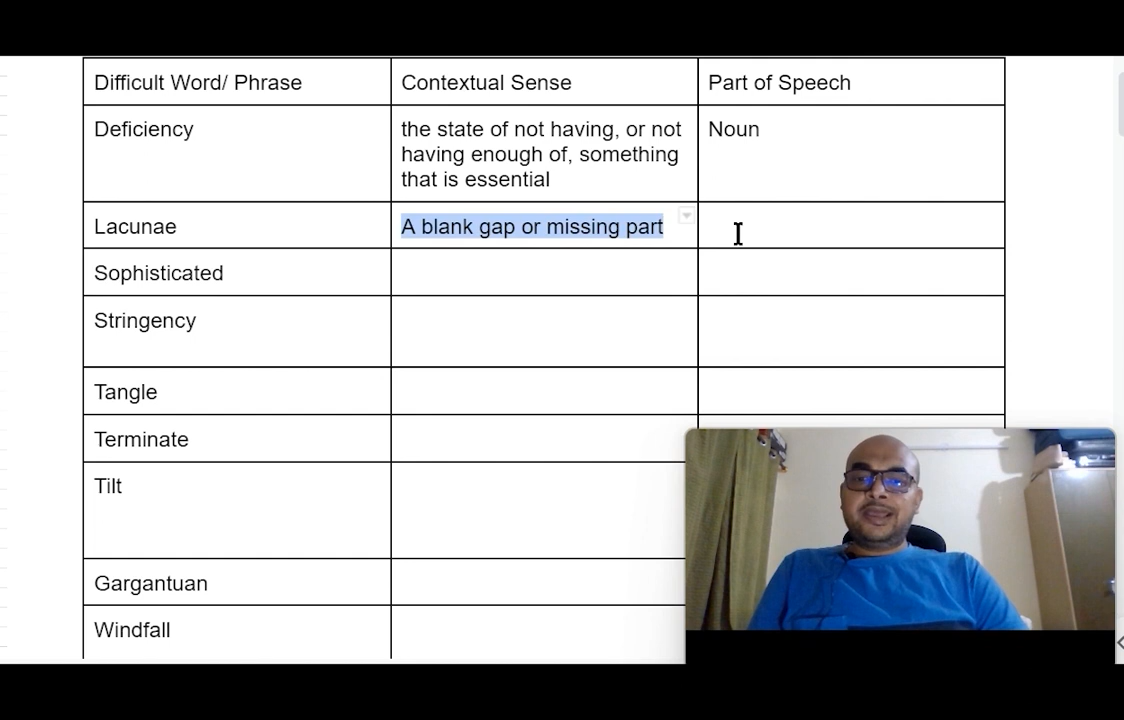 Difficult Word/ Phrase
Contextual Sense
Part of Speech
Deficiency
the state of not having, or not
having enough of, something
that is essential
Noun
Lacunae
A blank gap or missing part
Sophisticated
Stringency
Tangle
Terminate
Tilt
Gargantuan
Windfall